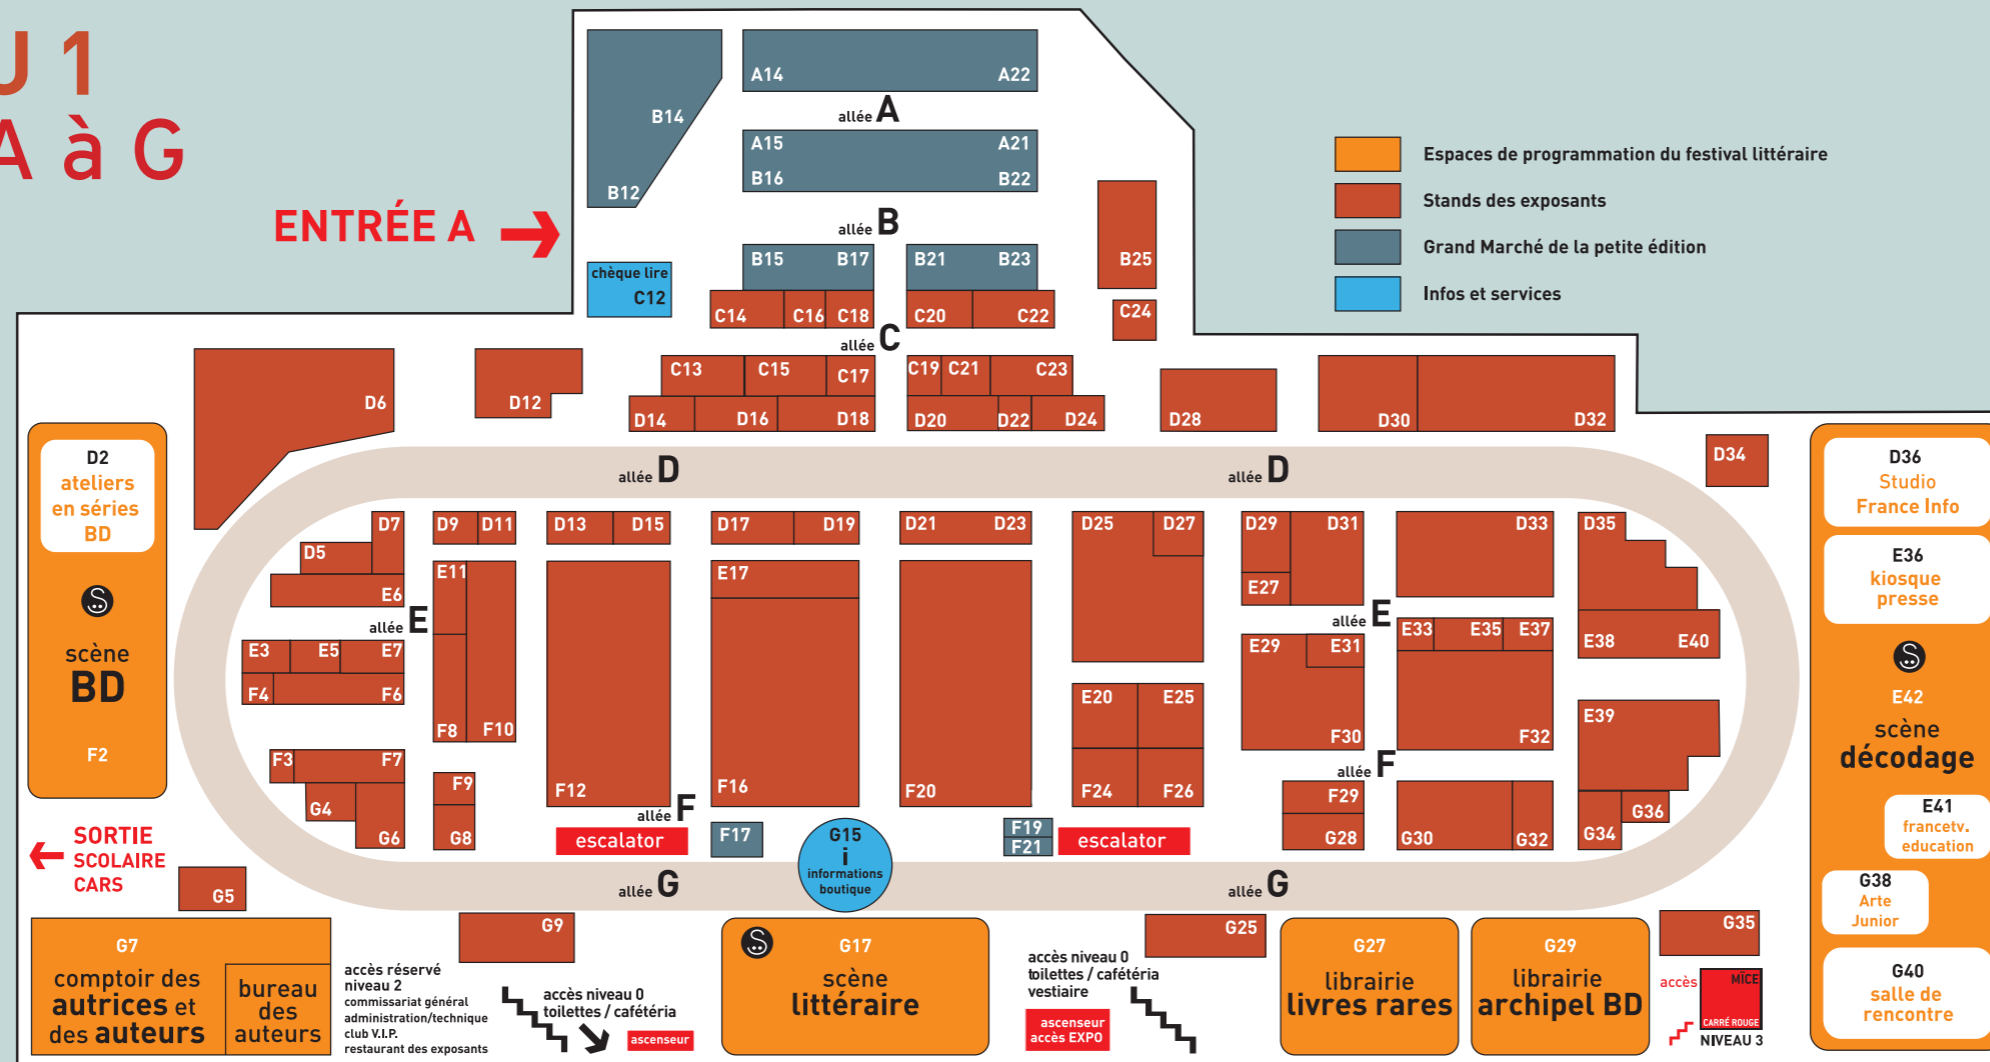 U 1
A à G
ENTRÉE A
A14 A22
B14
allée A
A15 A21
B16 B22
B12
allée B
chèque lire
C12
B15 B17 B21 B23
B25
C14 C16 C18 C20 C22
C24
allée C
Espaces de programmation du festival littéraire
Stands des exposants
Grand Marché de la petite édition
Infos et services
C13 C15 C17 C19 C21 C23
D6 D12
D14 D16 D18 D20 D22 D24
D28 D30 D32
D34
allée D allée D
D2
ateliers
en séries
BD
scène
BD
F2
D36
Studio
France Info
E36
kiosque
presse
E42
scène
décodage
E41
francetv.
education
G38
Arte
Junior
G40
salle de
rencontre
D7 D9 D11 D13 D15 D17 D19 D21 D23 D25 D27 D29 D31 D33 D35
D5
E6
E11
E17
E27
allée E
allée E
E3 E5 E7
F4 F6
F8 F10
E29 E31
E33 E35 E37
E38 E40
E20 E25
E39
F30 F32
F3 F7
F9
F12 F16 F20 F24 F26
allée F
allée F
G4
G6 G8
F29
G28
G30 G32 G34
G36
escalator
F17
G15
i
informations
boutique
F19
F21
escalator
SORTIE
SCOLAIRE
CARS
G5
allée G allée G
G9
G25
G35
G7
comptoir des
autrices et
des auteurs
bureau
des
auteurs
accès réservé
niveau 2
commissariat général
administration/technique
club V.I.P.
restaurant des exposants
accès niveau 0
toilettes / cafétéria
ascenseur
G17
scène
littéraire
accès niveau 0
toilettes / cafétéria
vestiaire
ascenseur
accès EXPO
G27
librairie
livres rares
G29
librairie
archipel BD
accès
MÏCE
CARRÉ ROUGE
NIVEAU 3